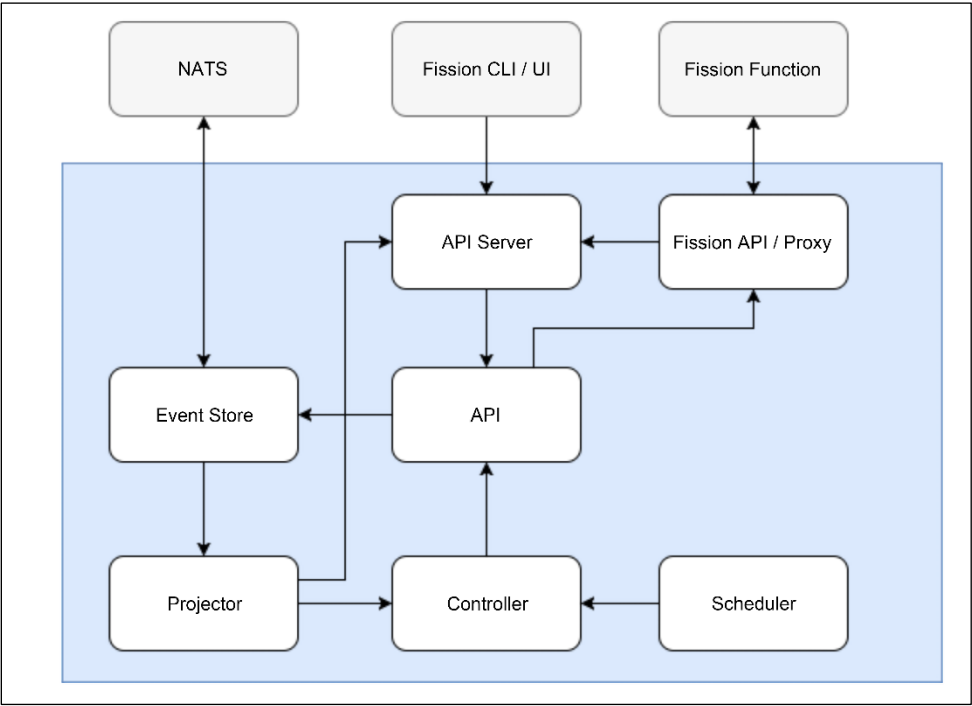 NATS
Fission CLI / UI
Fission Function
API Server
Fission API / Proxy
Event Store
API
Projector
Controller
Scheduler